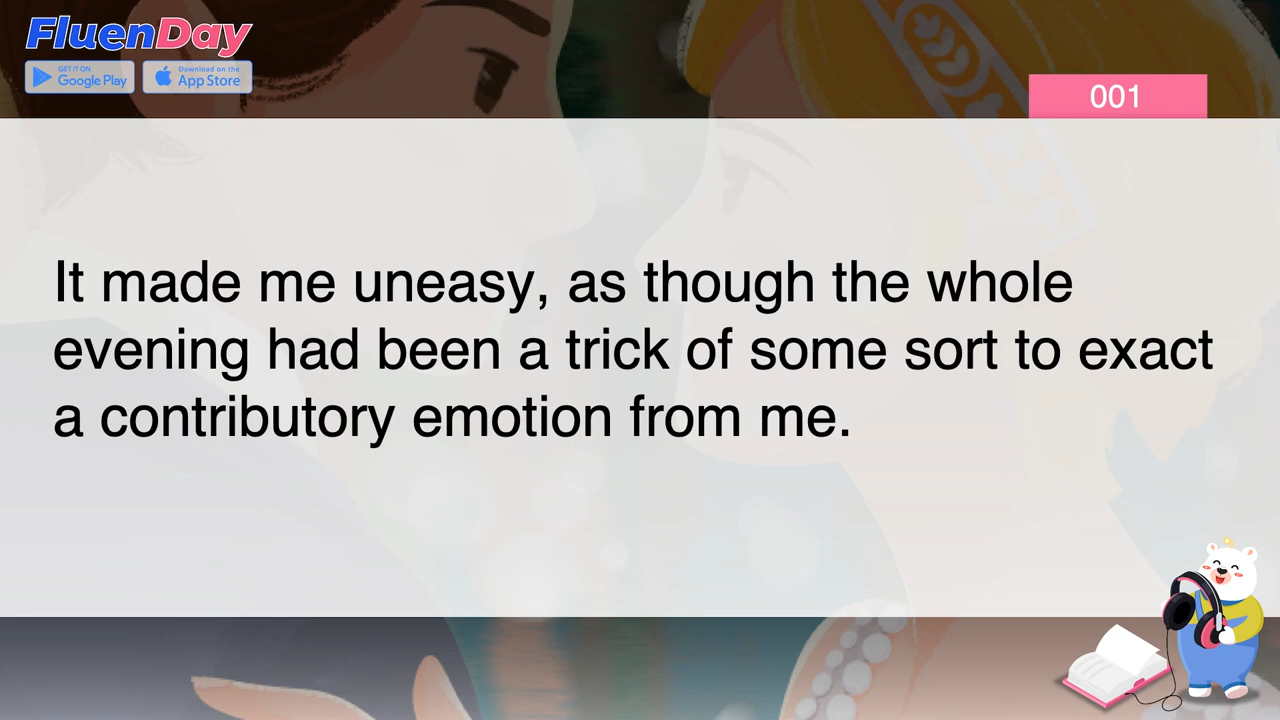 FluenDay
GET IT ON
Google Play
Download on the
App Store
001
It made me uneasy, as though the whole
evening had been a trick of some sort to exact
a contributory emotion from me.